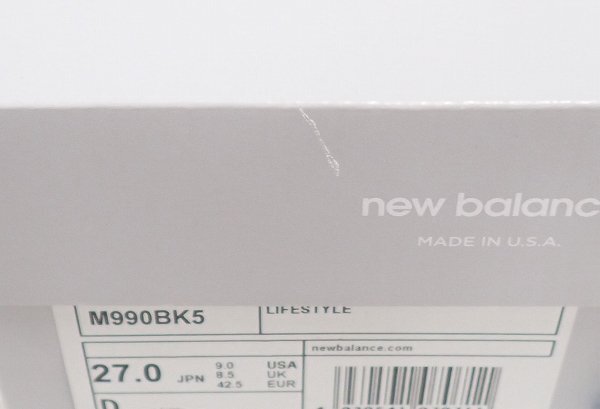 new balanc
MADE IN U.S.A.
M990BK5
LIFESTYLE
newbalance.com
27.0 JPN
9.0 USA
8.5 UK
42.5 EUR
D